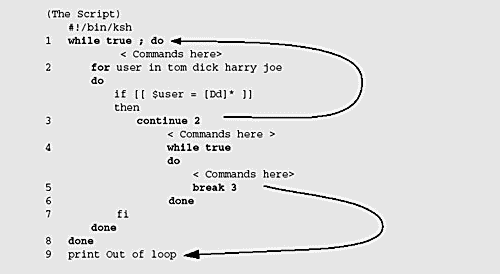 (The Script)
#!/bin/ksh
1 while true ; do
< Commands here>
2 for user in tom dick harry joe
do
if [[ $user = [Dd]* ]]
then
3 continue 2
< Commands here >
4 while true
do
< Commands here>
5 break 3
6 done
7 fi
done
8 done
9 print Out of loop